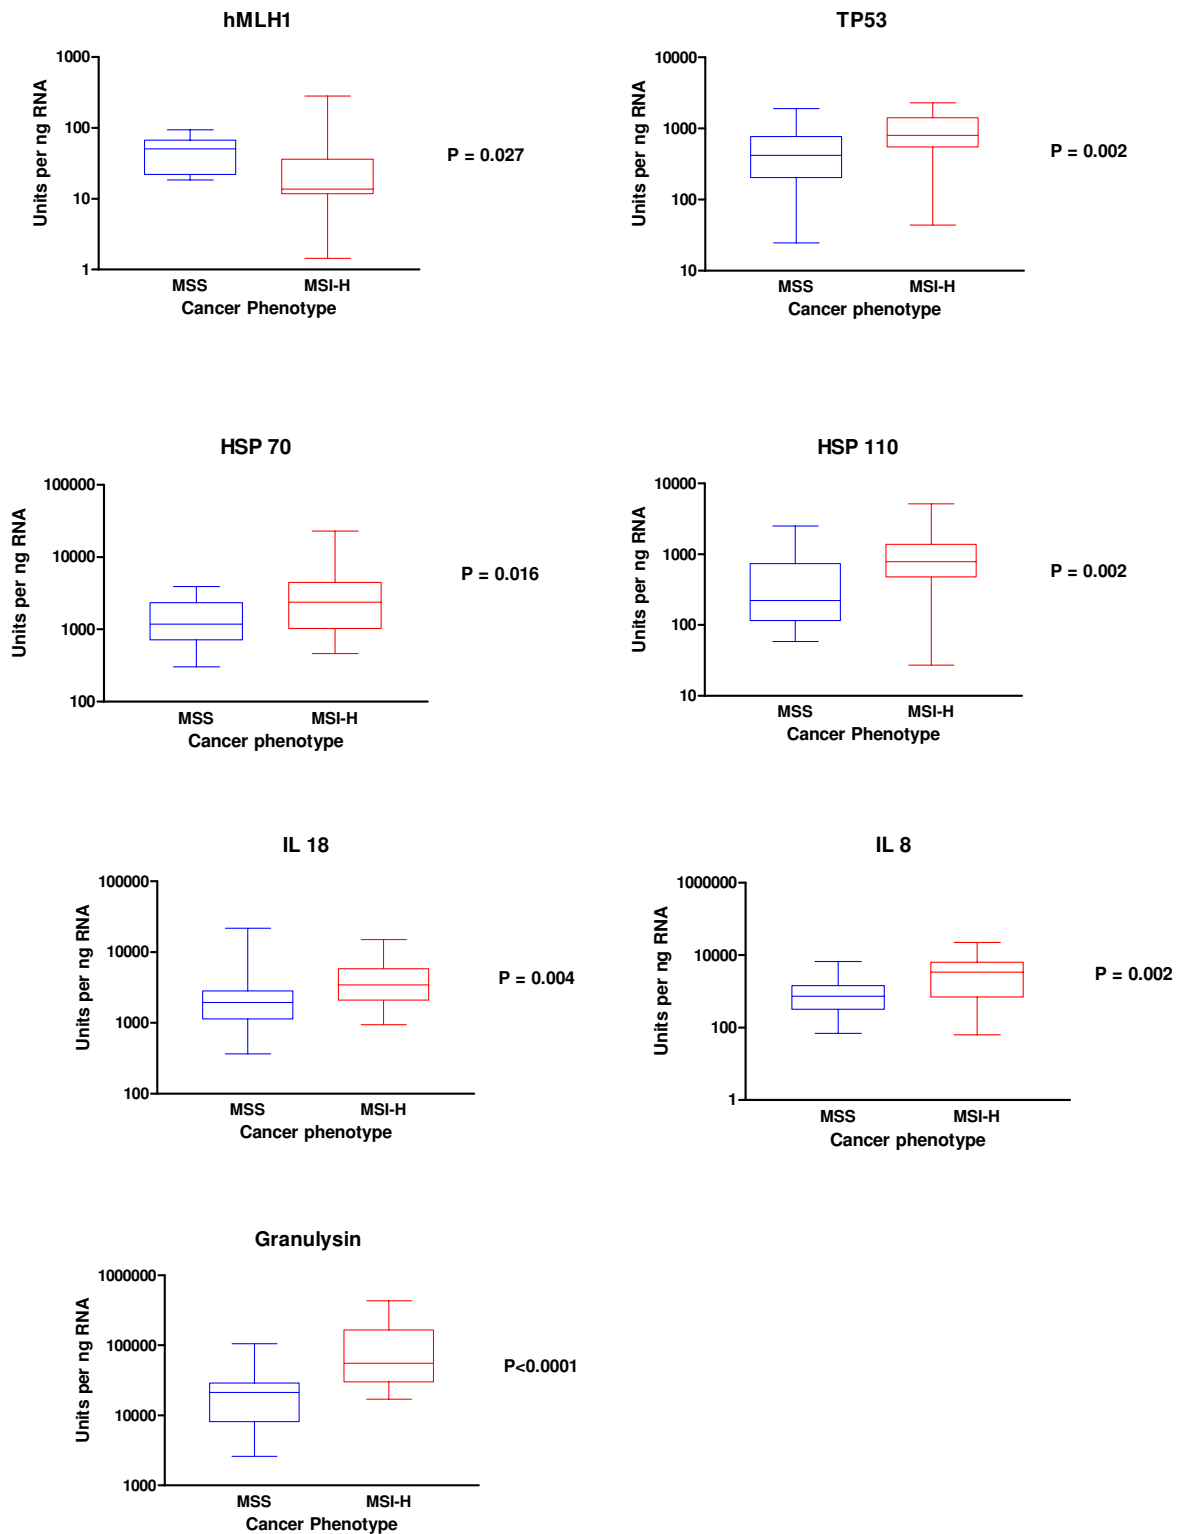 hMLH1
1000
100
10
1
Units per ng RNA
MSS MSI-H
Cancer Phenotype
P = 0.027
TP53
10000
1000
100
10
Units per ng RNA
MSS MSI-H
Cancer phenotype
P = 0.002
HSP 70
100000
10000
1000
100
Units per ng RNA
MSS MSI-H
Cancer phenotype
P = 0.016
HSP 110
10000
1000
100
10
Units per ng RNA
MSS MSI-H
Cancer Phenotype
P = 0.002
IL 18
100000
10000
1000
100
Units per ng RNA
MSS MSI-H
Cancer phenotype
P = 0.004
IL 8
1000000
10000
100
1
Units per ng RNA
MSS MSI-H
Cancer phenotype
P = 0.002
Granulysin
1000000
100000
10000
1000
Units per ng RNA
MSS MSI-H
Cancer Phenotype
P<0.0001